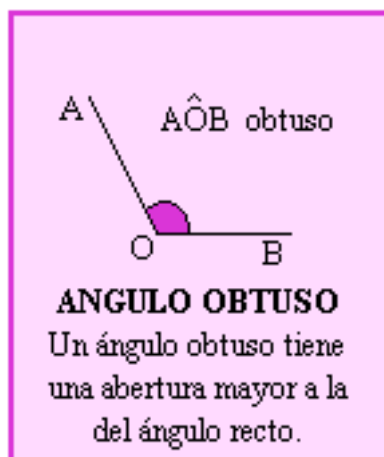 A
AÔB obtuso
O
B
ANGULO OBTUSO
Un ángulo obtuso tiene
una abertura mayor a la
del ángulo recto.